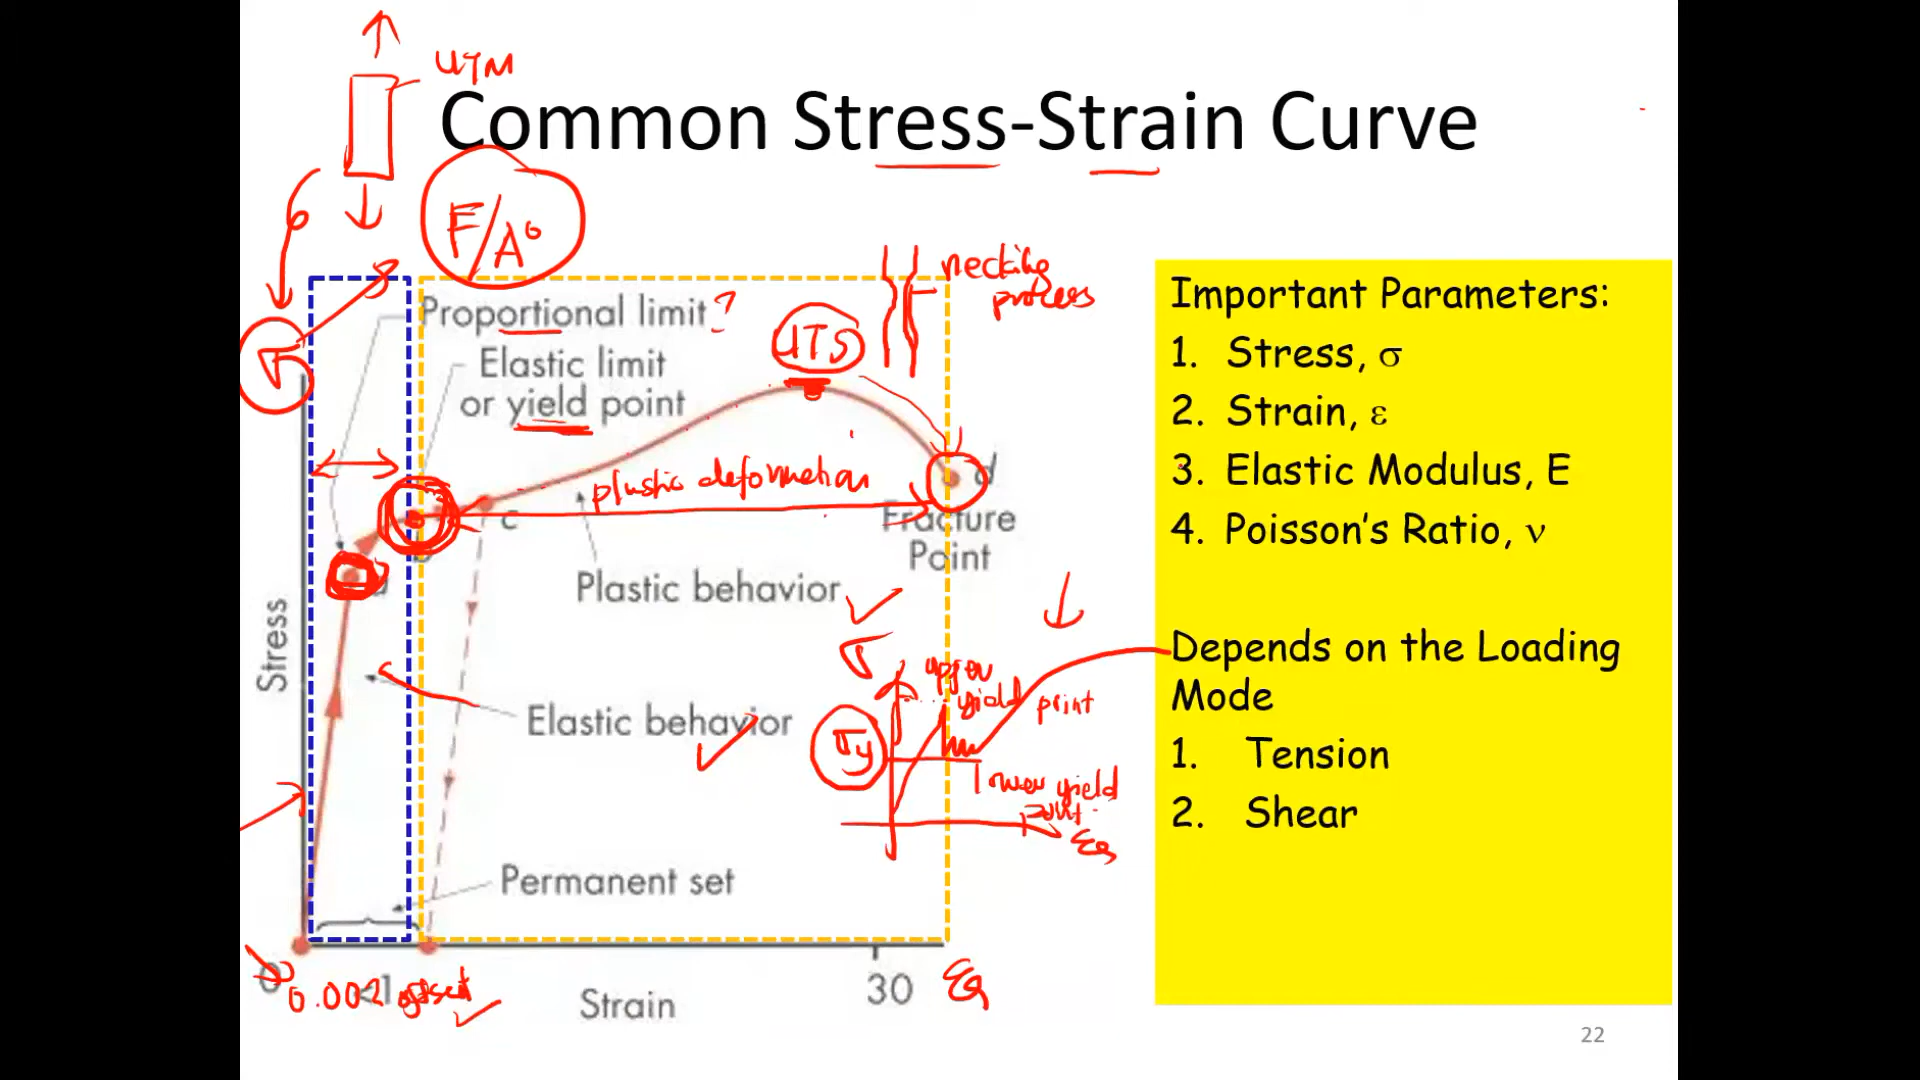 UTM
Common Stress-Strain Curve
F/A°
necking
process
Proportional limit?
UTS
Elastic limit
or yield point
plastic deformation
d
c
Fracture
Point
Plastic behavior
Stress
σ
upper
yield point
Elastic behavior
σy
lower yield
point
Permanent set
0
0.002 offset
<1
Strain
30
Important Parameters:
1. Stress, σ
2. Strain, ε
3. Elastic Modulus, E
4. Poisson's Ratio, ν
Depends on the Loading
Mode
1. Tension
2. Shear
22